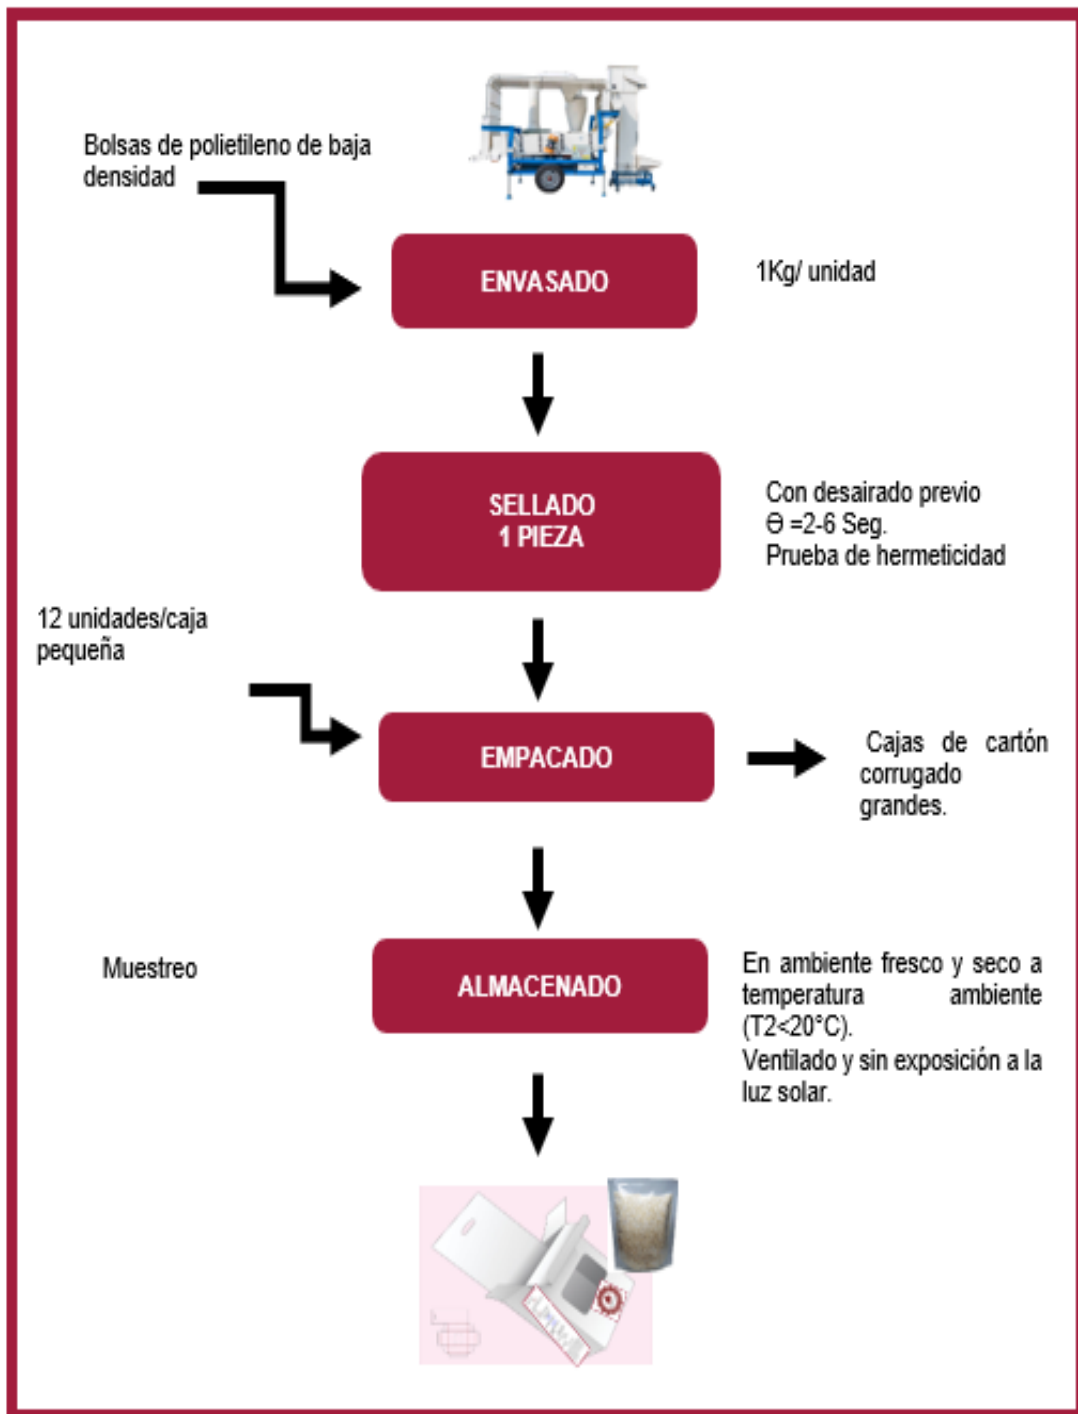 Bolsas de polietileno de baja
densidad
ENVASADO
1Kg/ unidad
SELLADO
1 PIEZA
Con desairado previo
Ɵ =2-6 Seg.
Prueba de hermeticidad
12 unidades/caja
pequeña
EMPACADO
Cajas de cartón
corrugado
grandes.
Muestreo
ALMACENADO
En ambiente fresco y seco a
temperatura ambiente
(T2<20°C).
Ventilado y sin exposición a la
luz solar.